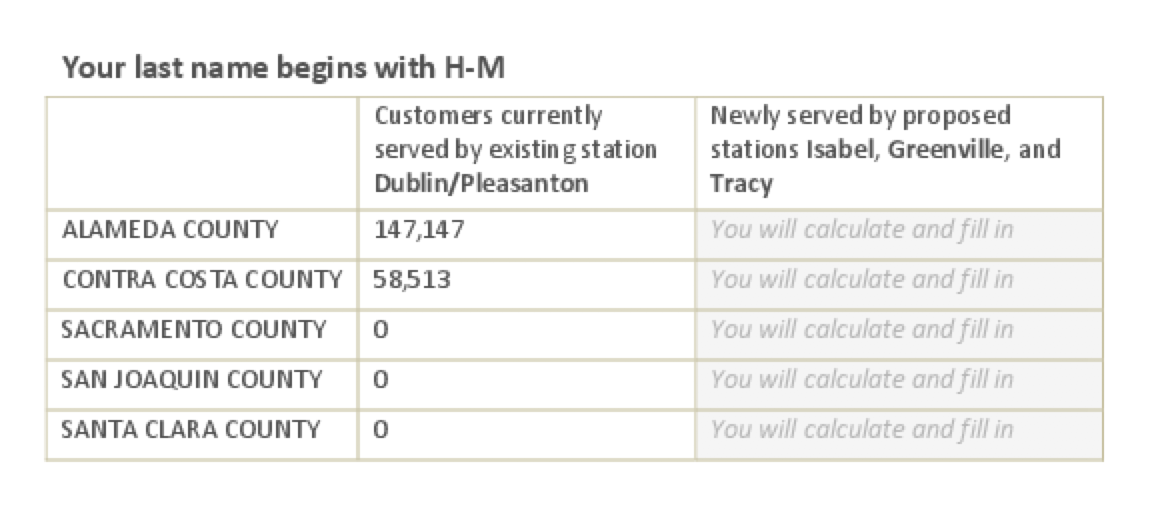 Your last name begins with H-M
Customers currently
served by existing station
Dublin/Pleasanton
Newly served by proposed
stations Isabel, Greenville, and
Tracy
ALAMEDA COUNTY 147,147 You will calculate and fill in
CONTRA COSTA COUNTY 58,513 You will calculate and fill in
SACRAMENTO COUNTY 0 You will calculate and fill in
SAN JOAQUIN COUNTY 0 You will calculate and fill in
SANTA CLARA COUNTY 0 You will calculate and fill in